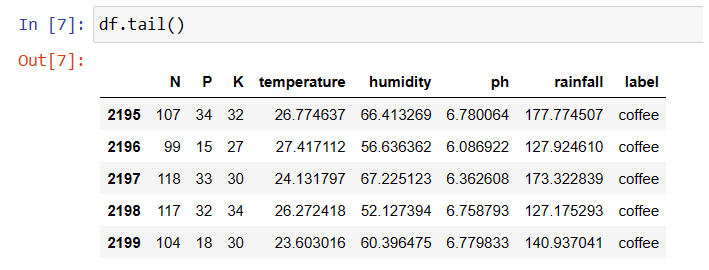 In [7]: df.tail()
Out[7]:
N P K temperature humidity ph rainfall label
2195 107 34 32 26.774637 66.413269 6.780064 177.774507 coffee
2196 99 15 27 27.417112 56.636362 6.086922 127.924610 coffee
2197 118 33 30 24.131797 67.225123 6.362608 173.322839 coffee
2198 117 32 34 26.272418 52.127394 6.758793 127.175293 coffee
2199 104 18 30 23.603016 60.396475 6.779833 140.937041 coffee